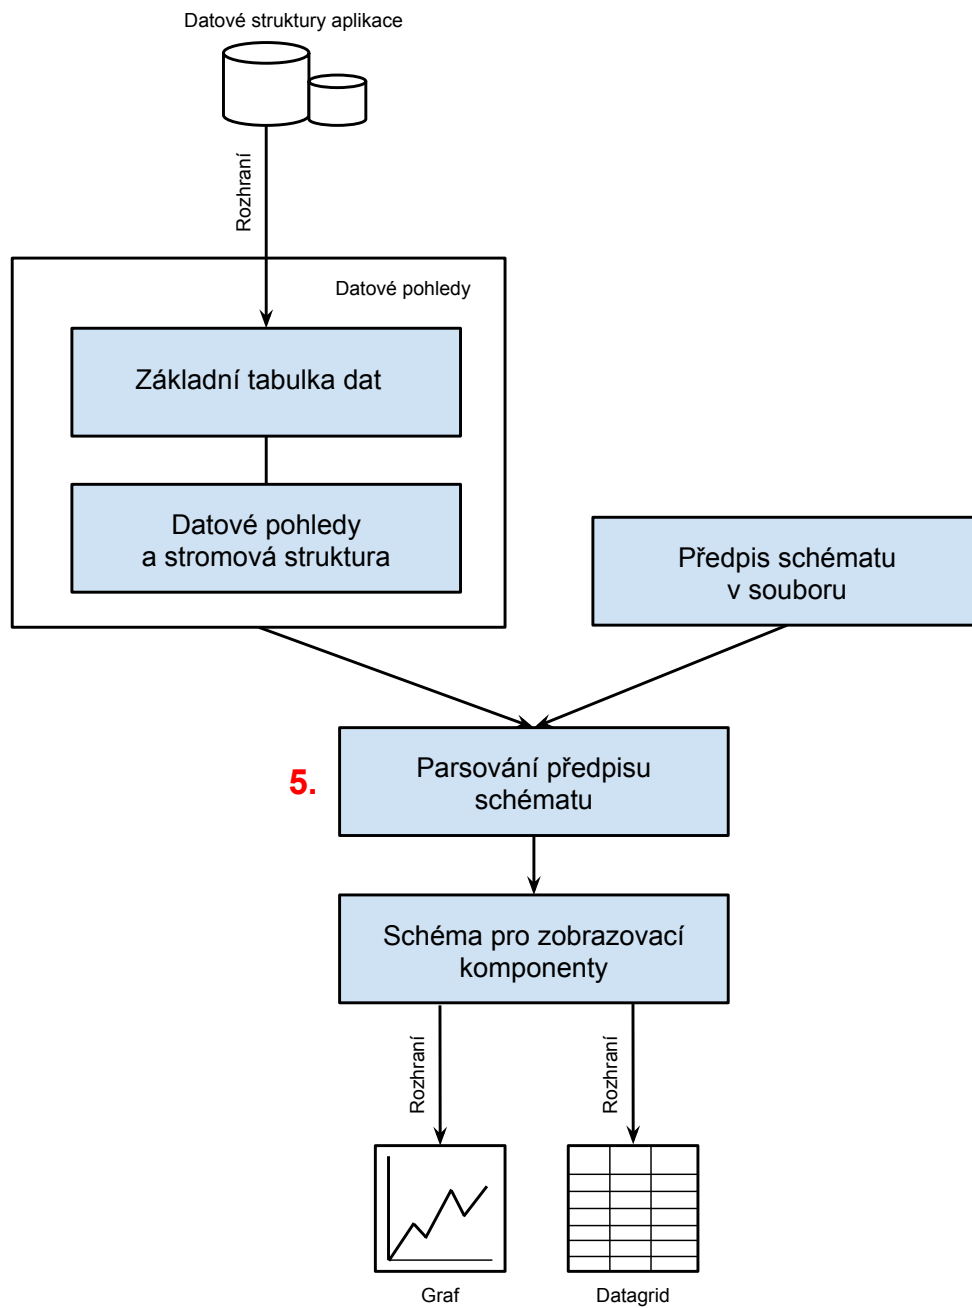 Datové struktury aplikace
Rozhraní
Datové pohledy
Základní tabulka dat
Datové pohledy
a stromová struktura
Předpis schématu
v souboru
5.
Parsování předpisu
schématu
Schéma pro zobrazovací
komponenty
Rozhraní
Rozhraní
Graf
Datagrid